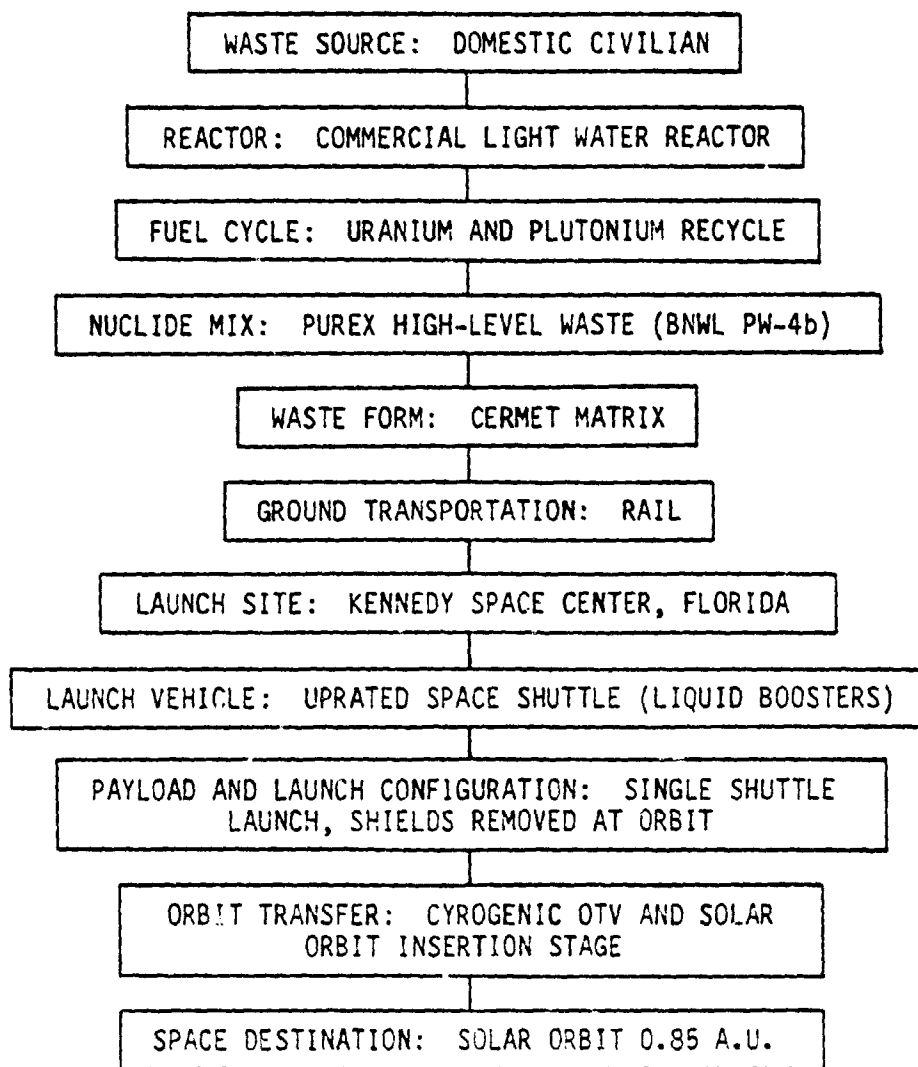 WASTE SOURCE: DOMESTIC CIVILIAN
REACTOR: COMMERCIAL LIGHT WATER REACTOR
FUEL CYCLE: URANIUM AND PLUTONIUM RECYCLE
NUCLIDE MIX: PUREX HIGH-LEVEL WASTE (BNWL PW-4b)
WASTE FORM: CERMET MATRIX
GROUND TRANSPORTATION: RAIL
LAUNCH SITE: KENNEDY SPACE CENTER, FLORIDA
LAUNCH VEHICLE: UPRATED SPACE SHUTTLE (LIQUID BOOSTERS)
PAYLOAD AND LAUNCH CONFIGURATION: SINGLE SHUTTLE
LAUNCH, SHIELDS REMOVED AT ORBIT
ORBIT TRANSFER: CYROGENIC OTV AND SOLAR
ORBIT INSERTION STAGE
SPACE DESTINATION: SOLAR ORBIT 0.85 A.U.